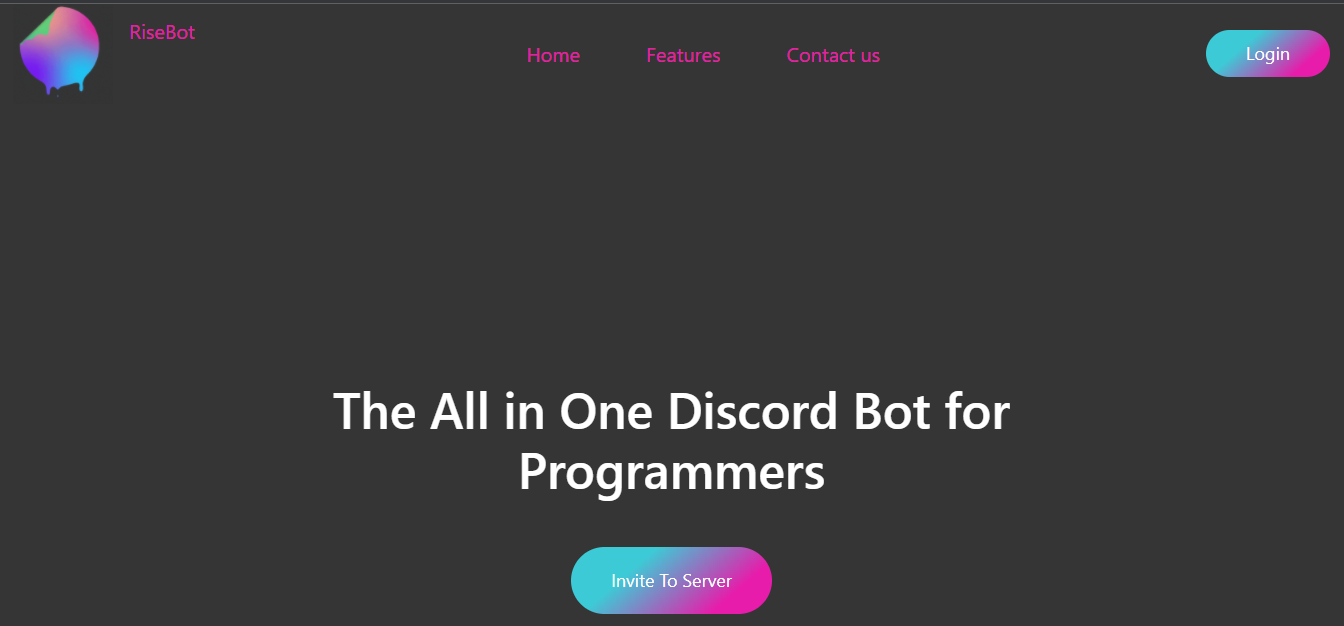 RiseBot
Home
Features
Contact us
Login
The All in One Discord Bot for
Programmers
Invite To Server